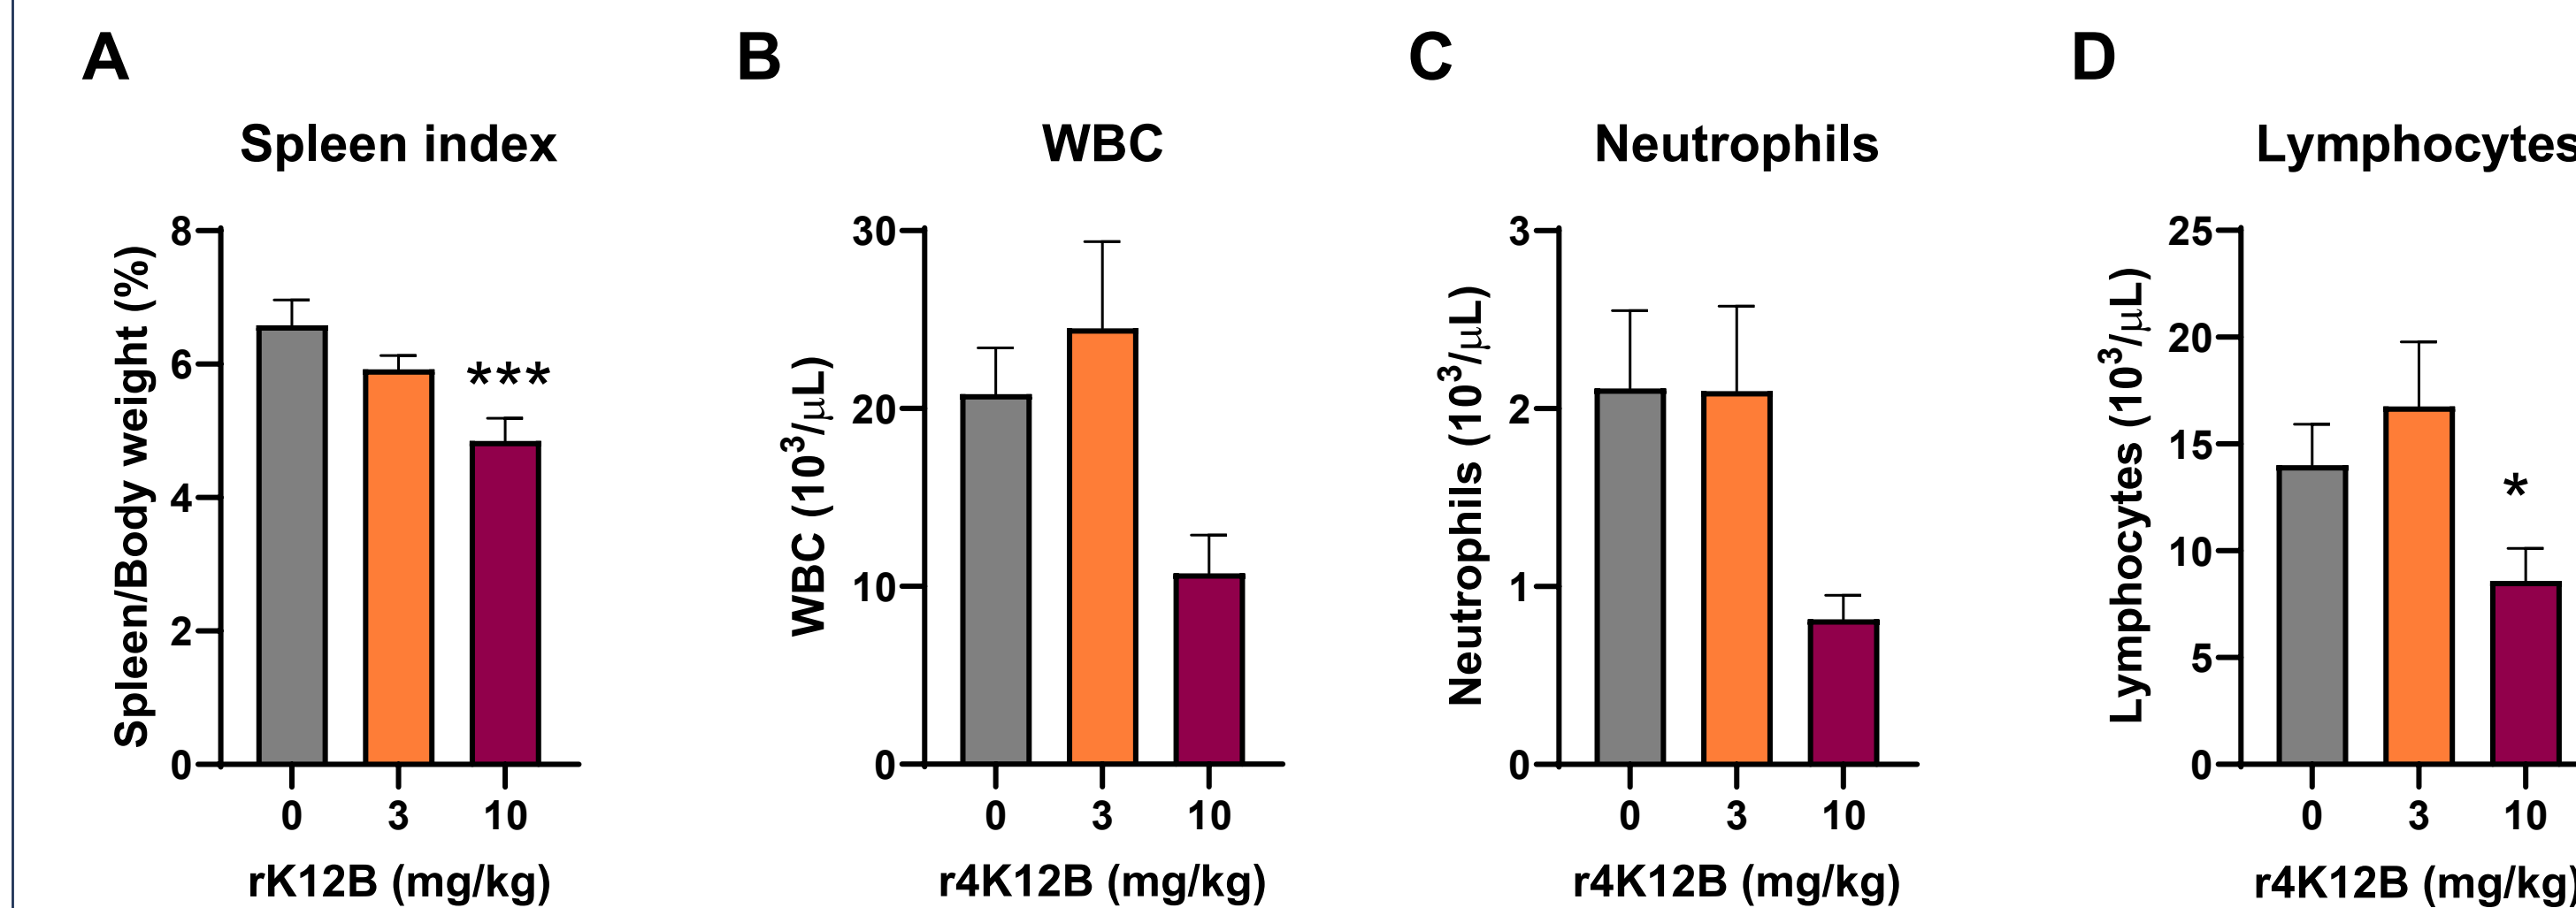 A
Spleen index
Spleen/Body weight (%)
8
6
4
2
0
***
0 3 10
rK12B (mg/kg)
B
WBC
WBC (10³/μL)
30
20
10
0
0 3 10
r4K12B (mg/kg)
C
Neutrophils
Neutrophils (10³/μL)
3
2
1
0
0 3 10
r4K12B (mg/kg)
D
Lymphocytes
Lymphocytes (10³/μL)
25
20
15
10
5
0
*
0 3 10
r4K12B (mg/kg)